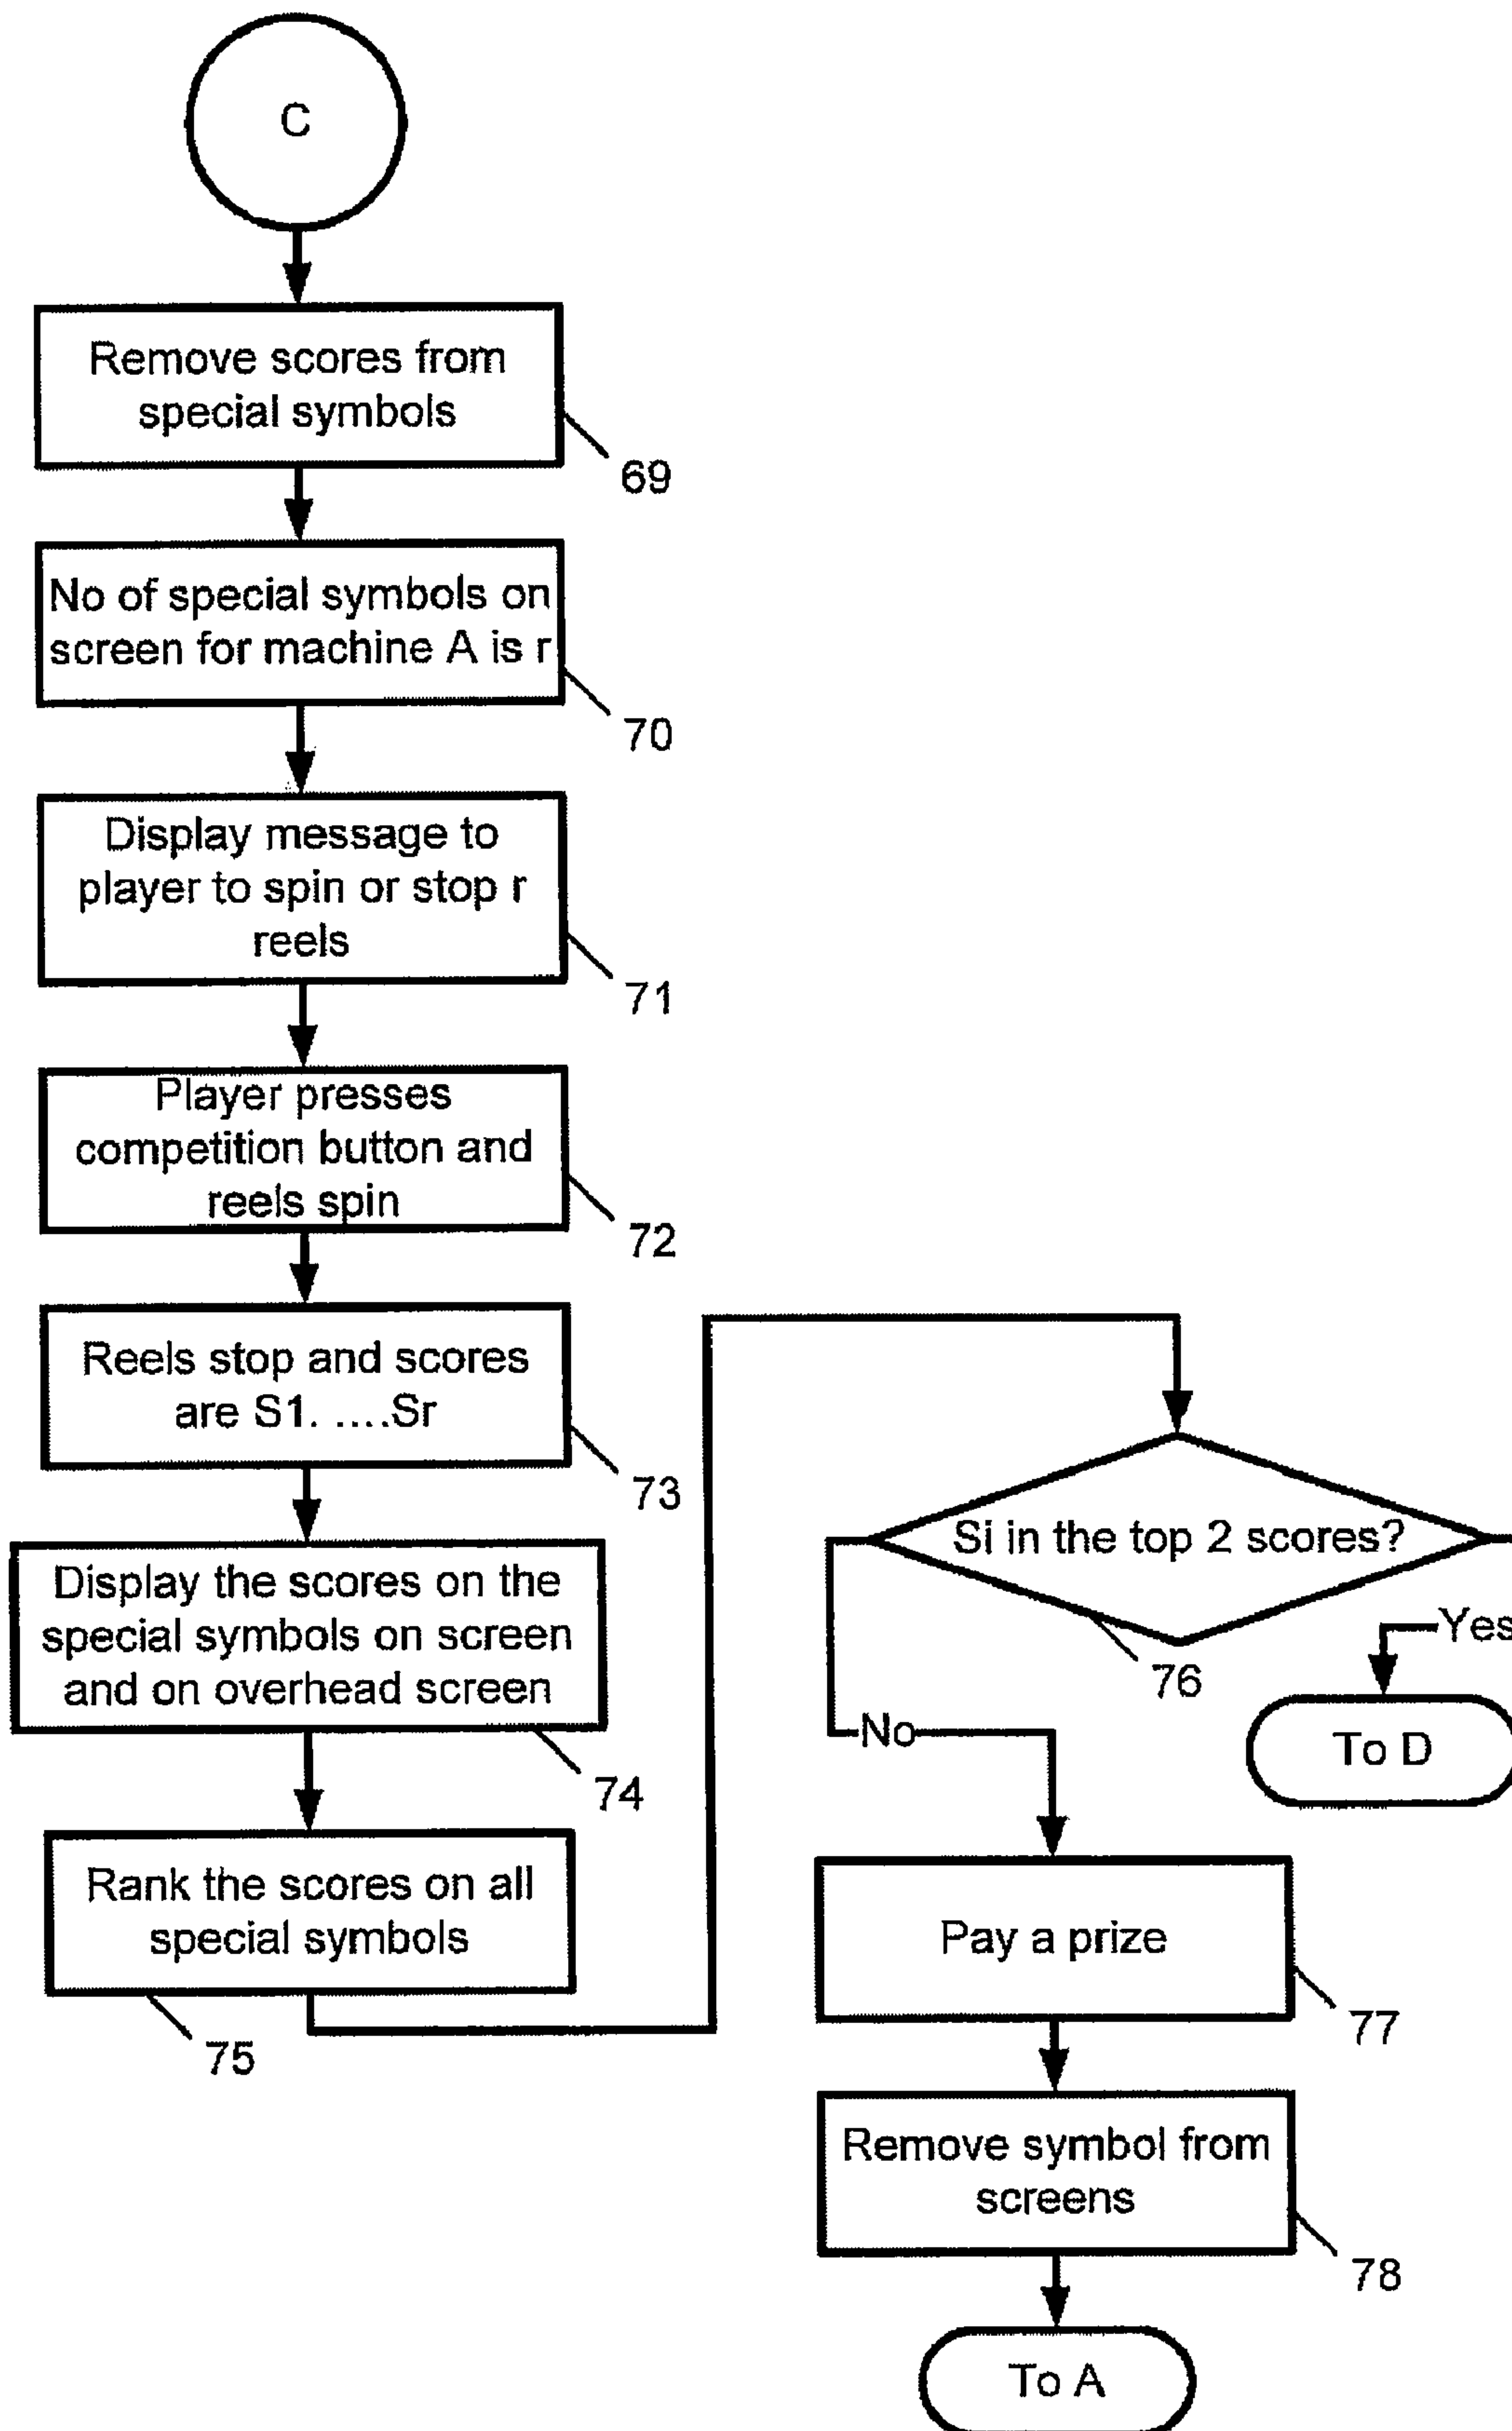 C
Remove scores from
special symbols
69
No of special symbols on
screen for machine A is r
70
Display message to
player to spin or stop r
reels
71
Player presses
competition button and
reels spin
72
Reels stop and scores
are S1. ....Sr
73
Display the scores on the
special symbols on screen
and on overhead screen
74
Rank the scores on all
special symbols
75
Si in the top 2 scores?
76
Yes
To D
No
Pay a prize
77
Remove symbol from
screens
78
To A